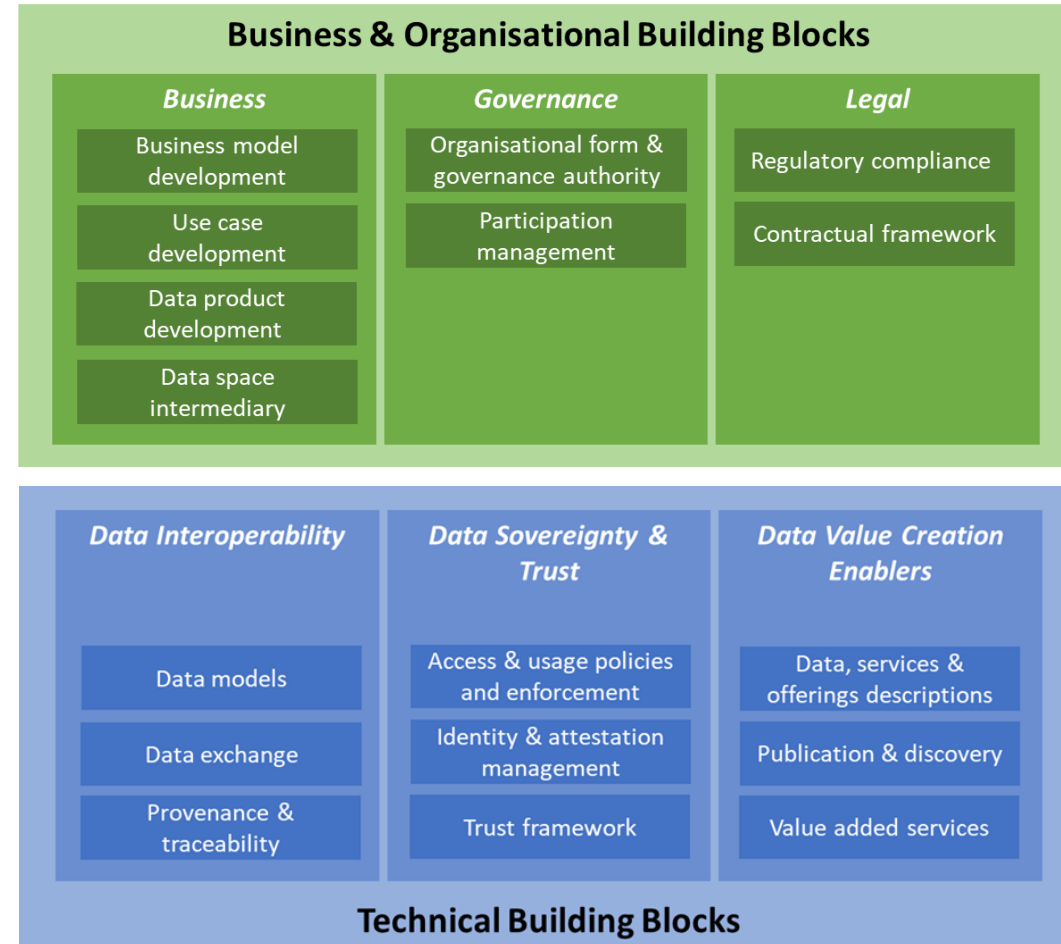 Business & Organisational Building Blocks
Business
Business model
development
Use case
development
Data product
development
Data space
intermediary
Governance
Organisational form &
governance authority
Participation
management
Legal
Regulatory compliance
Contractual framework
Data Interoperability
Data models
Data exchange
Provenance &
traceability
Data Sovereignty &
Trust
Access & usage policies
and enforcement
Identity & attestation
management
Trust framework
Data Value Creation
Enablers
Data, services &
offerings descriptions
Publication & discovery
Value added services
Technical Building Blocks